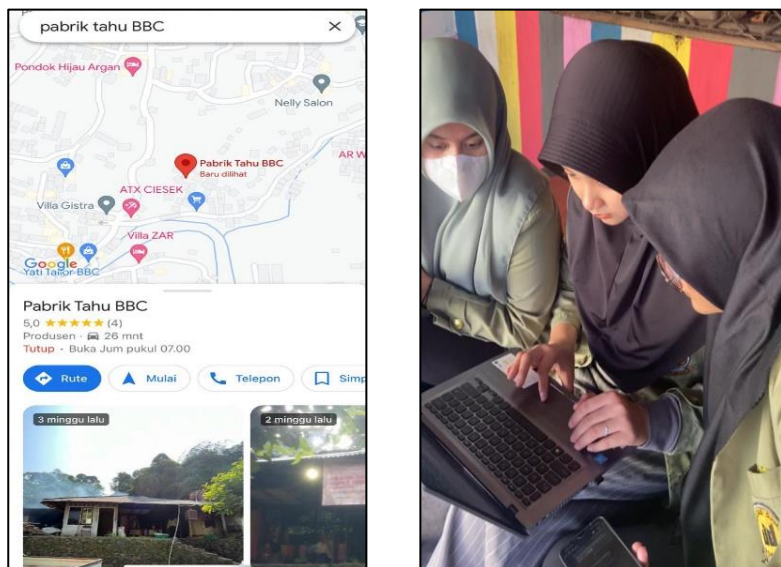 pabrik tahu BBC
Pondok Hijau Argan
Nelly Salon
Pabrik Tahu BBC
Baru dilihat
AR W
ATX CIESEK
Villa Gistra
Villa ZAR
Google
Yati Tailor BBC
Pabrik Tahu BBC
5,0 ★★★★★ (4)
Produsen · 26 mnt
Tutup · Buka Jum pukul 07.00
Rute
Mulai
Telepon
Simp
3 minggu lalu
2 minggu lalu